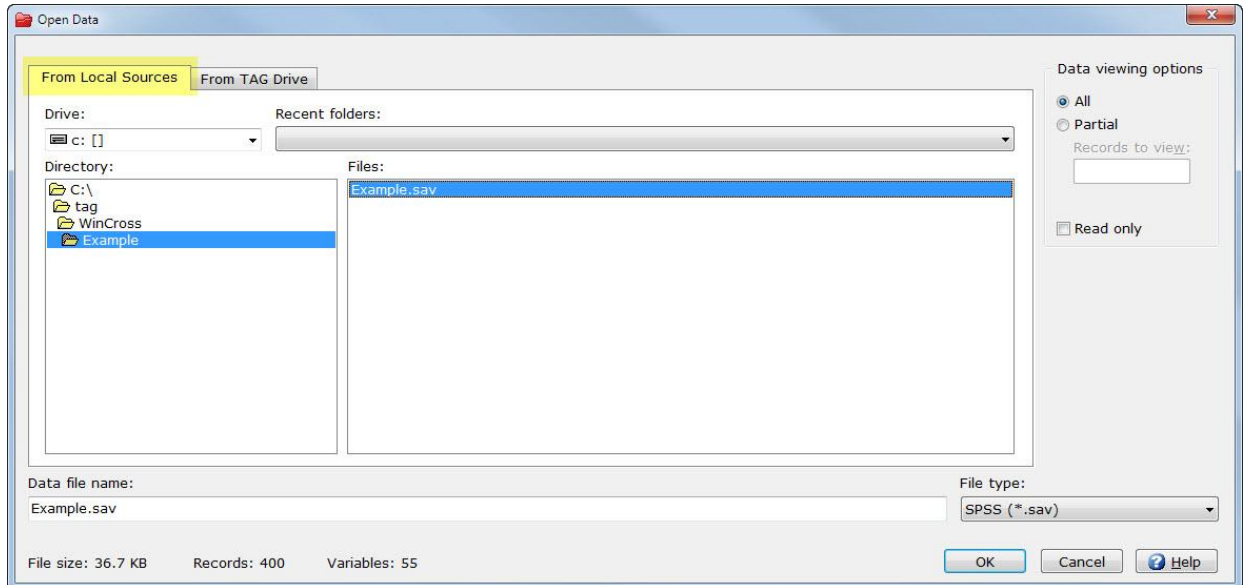 Open Data
From Local Sources
From TAG Drive
Drive:
Recent folders:
c: []
Directory:
Files:
C:\
tag
WinCross
Example
Example.sav
Data viewing options
All
Partial
Records to view:
Read only
Data file name:
File type:
Example.sav
SPSS (*.sav)
File size: 36.7 KB
Records: 400
Variables: 55
OK
Cancel
? Help